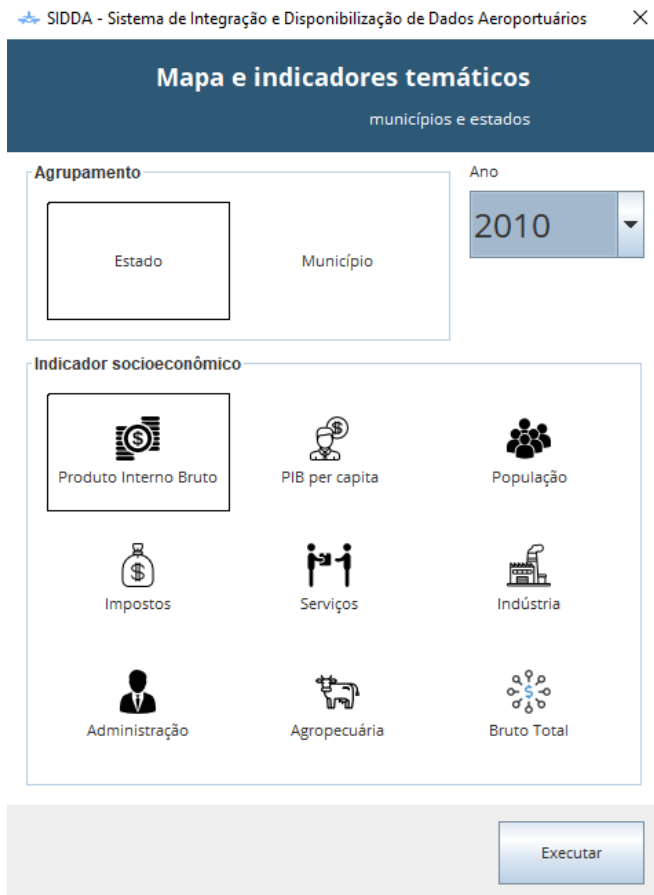 SIDDA - Sistema de Integração e Disponibilização de Dados Aeroportuários
Mapa e indicadores temáticos
municípios e estados
Agrupamento
Ano
Estado
Município
2010
Indicador socioeconômico
Produto Interno Bruto
PIB per capita
População
Impostos
Serviços
Indústria
Administração
Agropecuária
Bruto Total
Executar